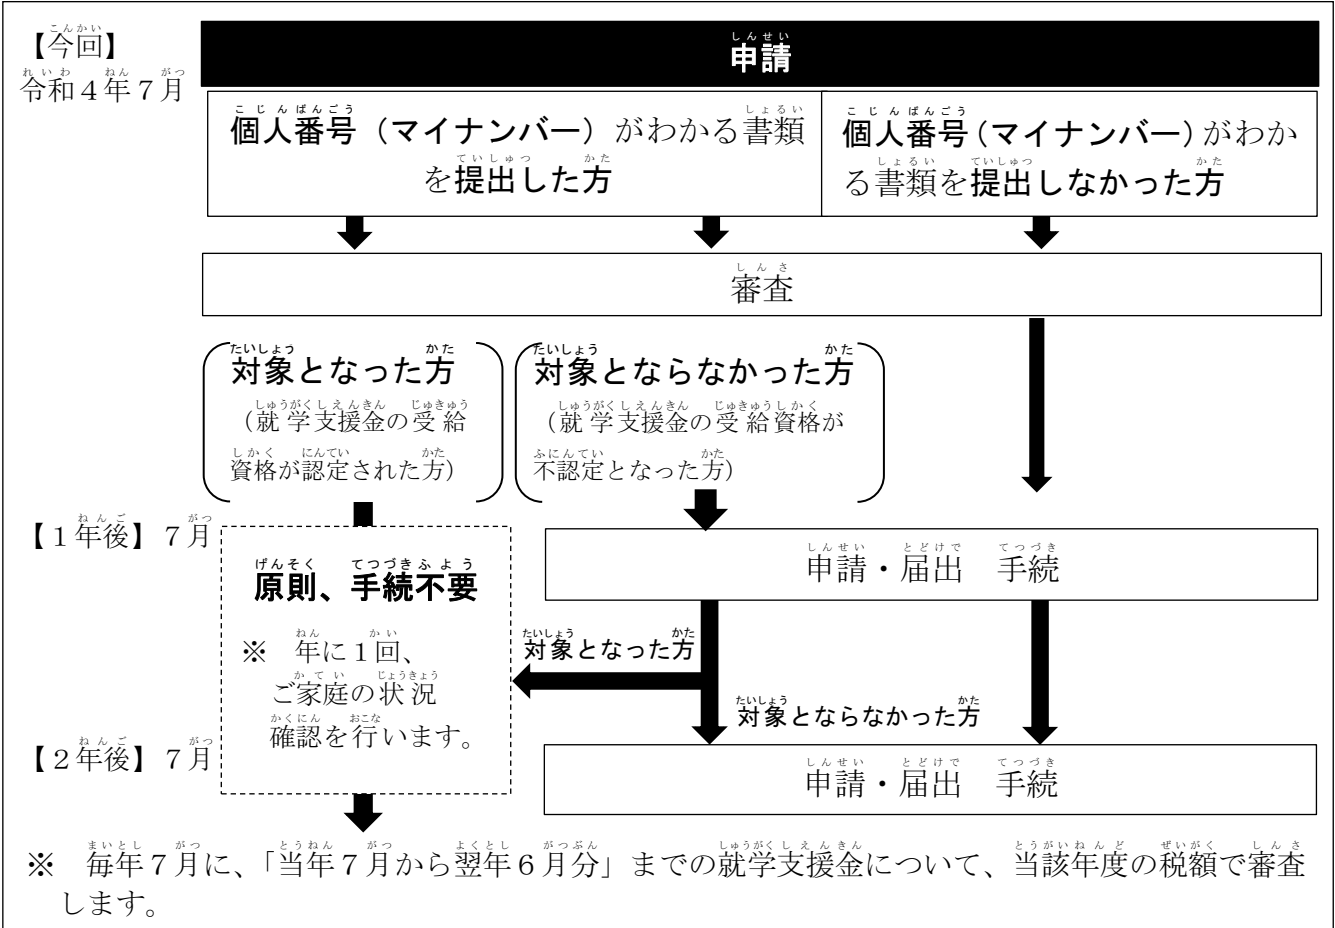 【今回】
令和４年７月
申請
個人番号（マイナンバー）がわかる書類
を提出した方
個人番号（マイナンバー）がわか
る書類を提出しなかった方
審査
対象となった方
（就学支援金の受給
資格が認定された方）
対象とならなかった方
（就学支援金の受給資格が
不認定となった方）
【１年後】７月
原則、手続不要
※　年に１回、
ご家庭の状況
確認を行います。
申請・届出　手続
対象となった方
対象とならなかった方
【２年後】７月
申請・届出　手続
※　毎年７月に、「当年７月から翌年６月分」までの就学支援金について、当該年度の税額で審査
します。